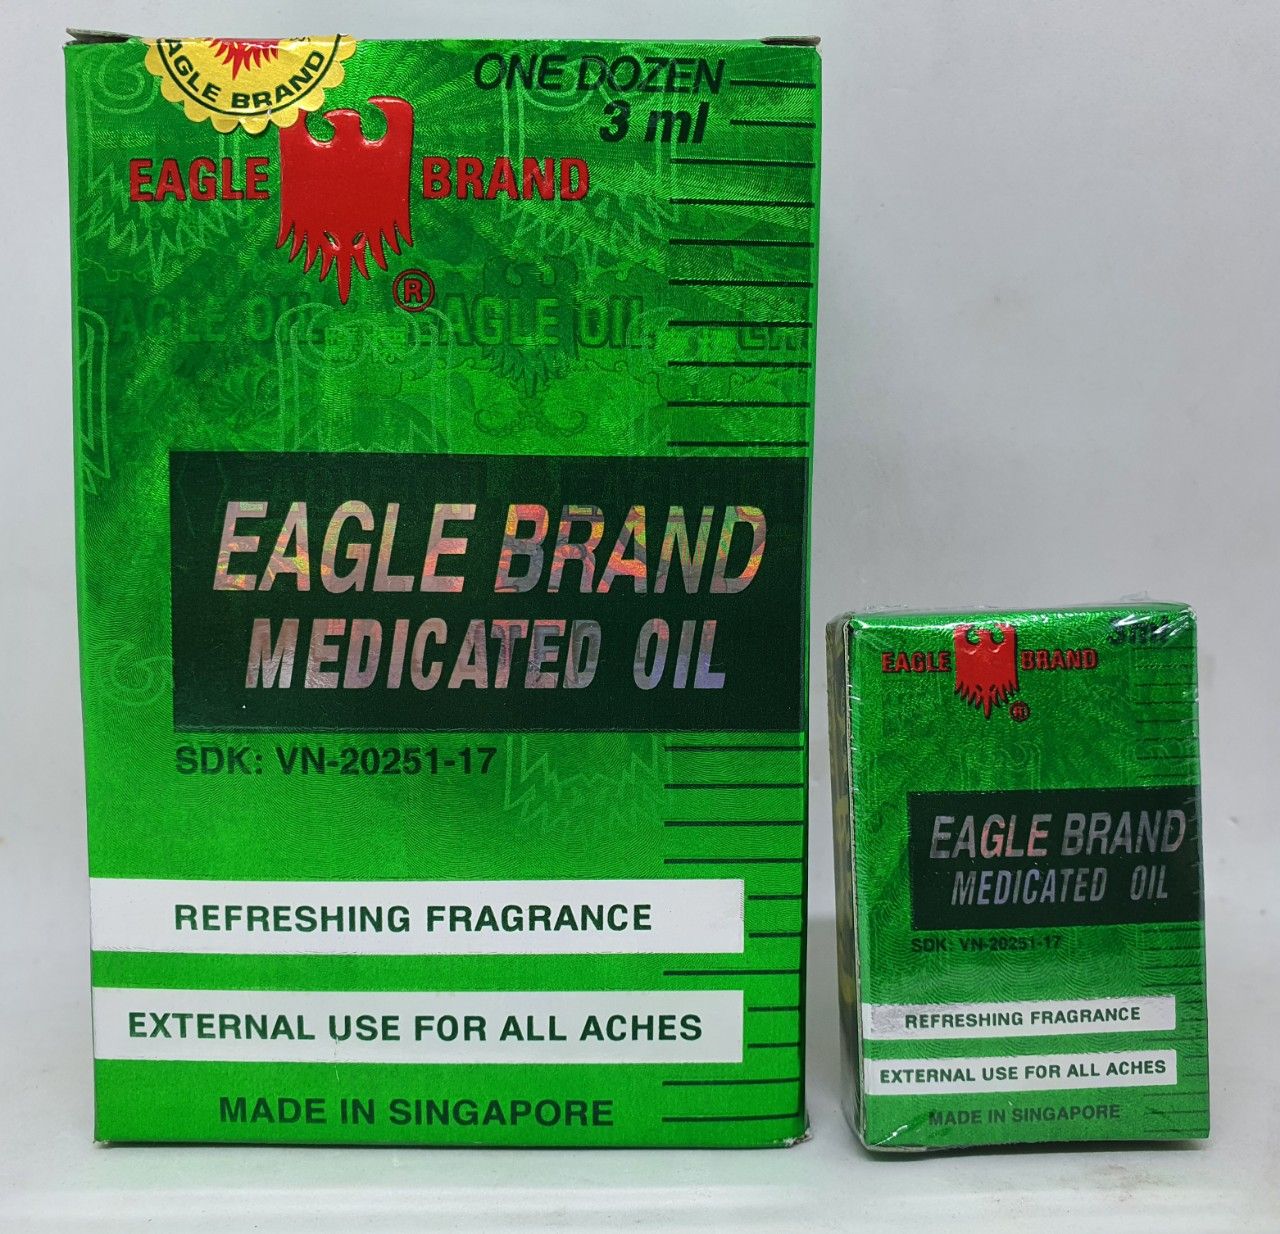 EAGLE BRAND
ONE DOZEN
3 ml
EAGLE BRAND
®
EAGLE OIL EAGLE OIL
EAGLE BRAND
MEDICATED OIL
SDK: VN-20251-17
REFRESHING FRAGRANCE
EXTERNAL USE FOR ALL ACHES
MADE IN SINGAPORE
3ml
EAGLE BRAND
®
EAGLE BRAND
MEDICATED OIL
SDK: VN-20251-17
REFRESHING FRAGRANCE
EXTERNAL USE FOR ALL ACHES
MADE IN SINGAPORE